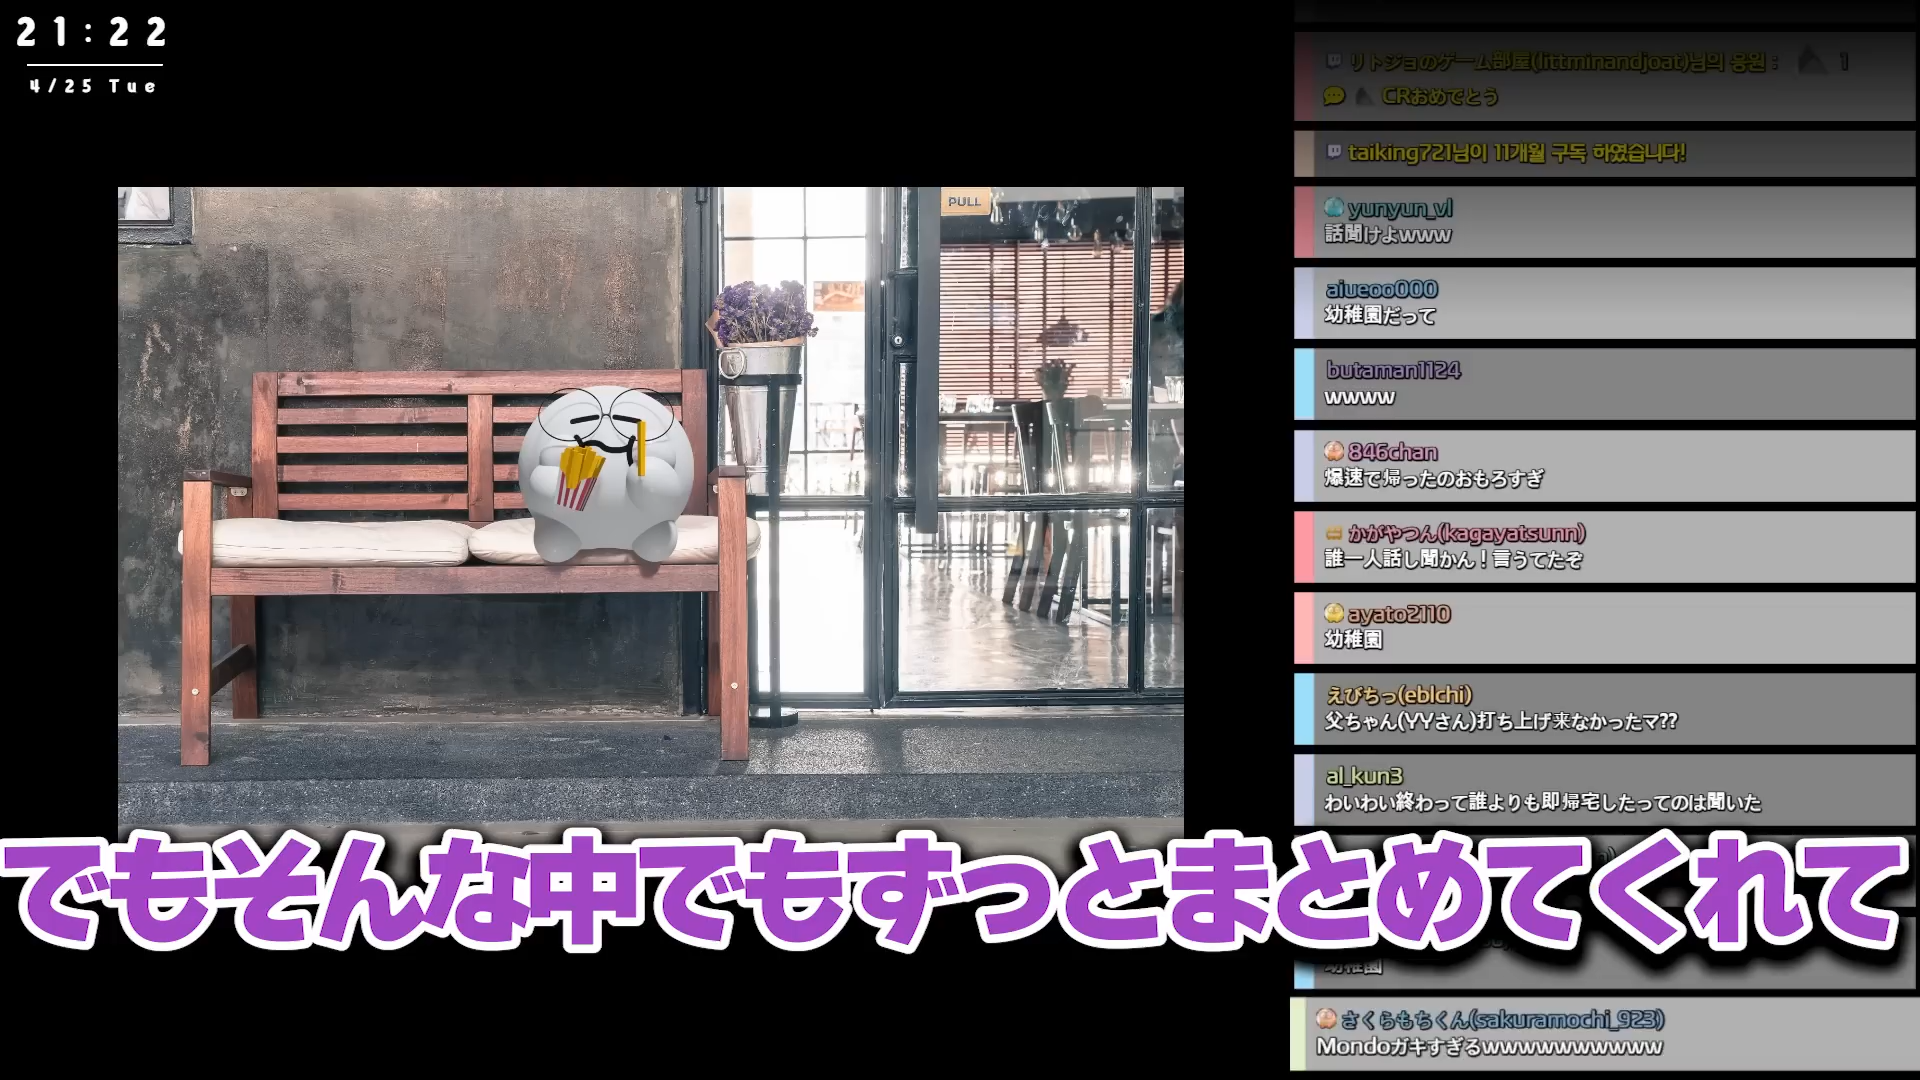 21:22
4/25 Tue
PULL
リトジョのゲーム部屋(littminandjoat)님의 응원 : 1
CRおめでとう
taiking721님이 11개월 구독 하였습니다!
yunyun_vl
話聞けよwww
aiueoo000
幼稚園だって
butaman1124
wwww
846chan
爆速で帰ったのおもろすぎ
かがやつん(kagayatsunn)
誰一人話し聞かん！言うてたぞ
ayato2110
幼稚園
えびちっ(eblchi)
父ちゃん(YYさん)打ち上げ来なかったマ??
al_kun3
わいわい終わって誰よりも即帰宅したってのは聞いた
でもそんな中でもずっとまとめてくれて
幼稚園
さくらもちくん(sakuramochi_923)
Mondoガキすぎるwwwwwwwwwww